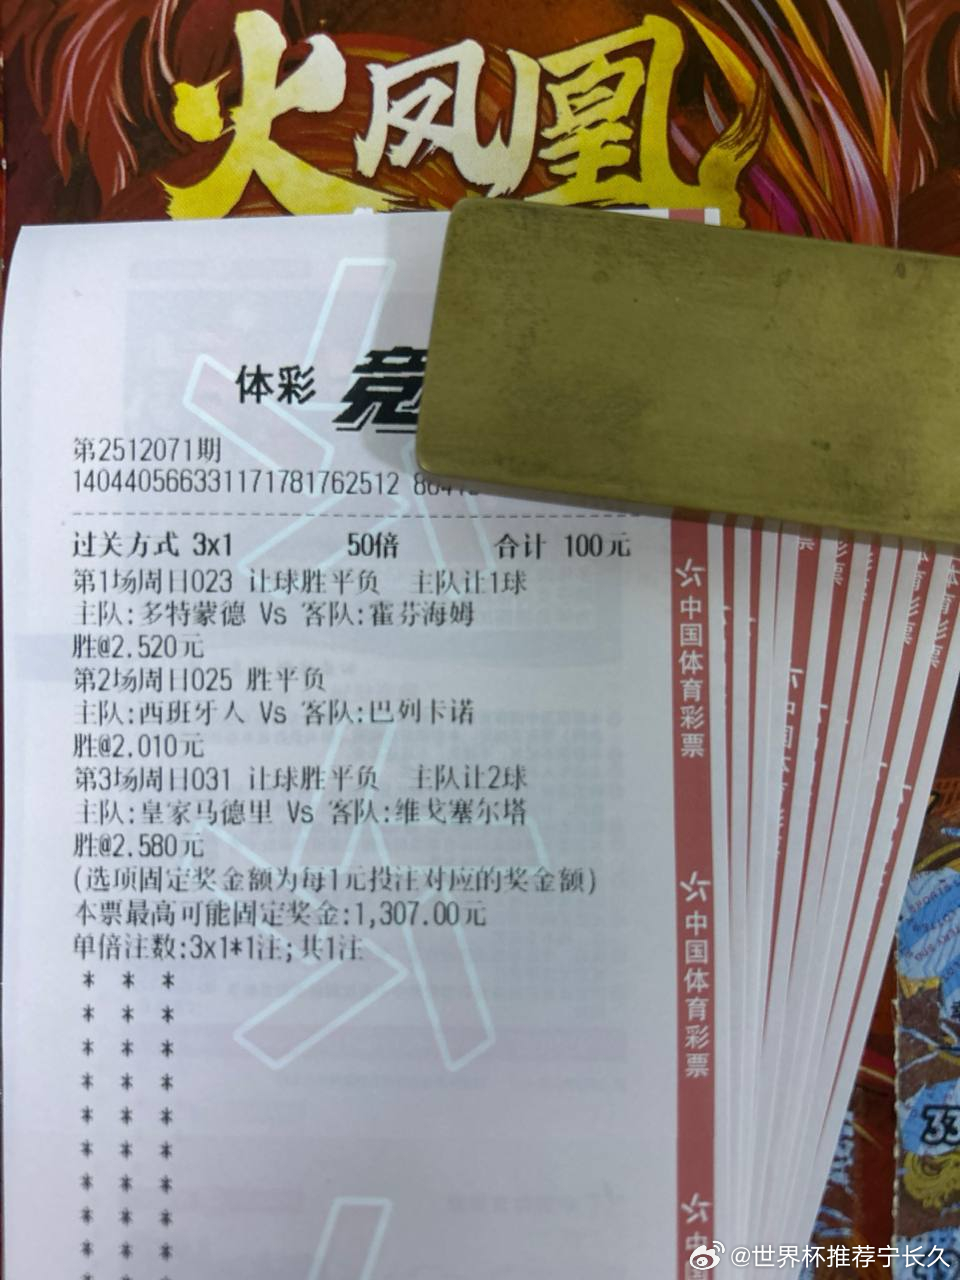 火凤凰
体彩 竞
第2512071期
140440566331171781762512
过关方式 3x1 50倍 合计 100元
第1场周日023 让球胜平负 主队让1球
主队:多特蒙德 Vs 客队:霍芬海姆
胜@2.520元
第2场周日025 胜平负
主队:西班牙人 Vs 客队:巴列卡诺
胜@2.010元
第3场周日031 让球胜平负 主队让2球
主队:皇家马德里 Vs 客队:维戈塞尔塔
胜@2.580元
(选项固定奖金额为每1元投注对应的奖金额)
本票最高可能固定奖金:1,307.00元
单倍注数:3x1*1注;共1注
* * *
* * *
* * *
* * *
* * *
* * *
* * *
* * *
* * *
中国体育彩票
中国体育彩票
中
33
@世界杯推荐宁长久